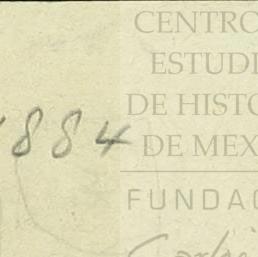 CENTRO
ESTUDI
DE HISTO
1884
DE MEX
FUNDAC